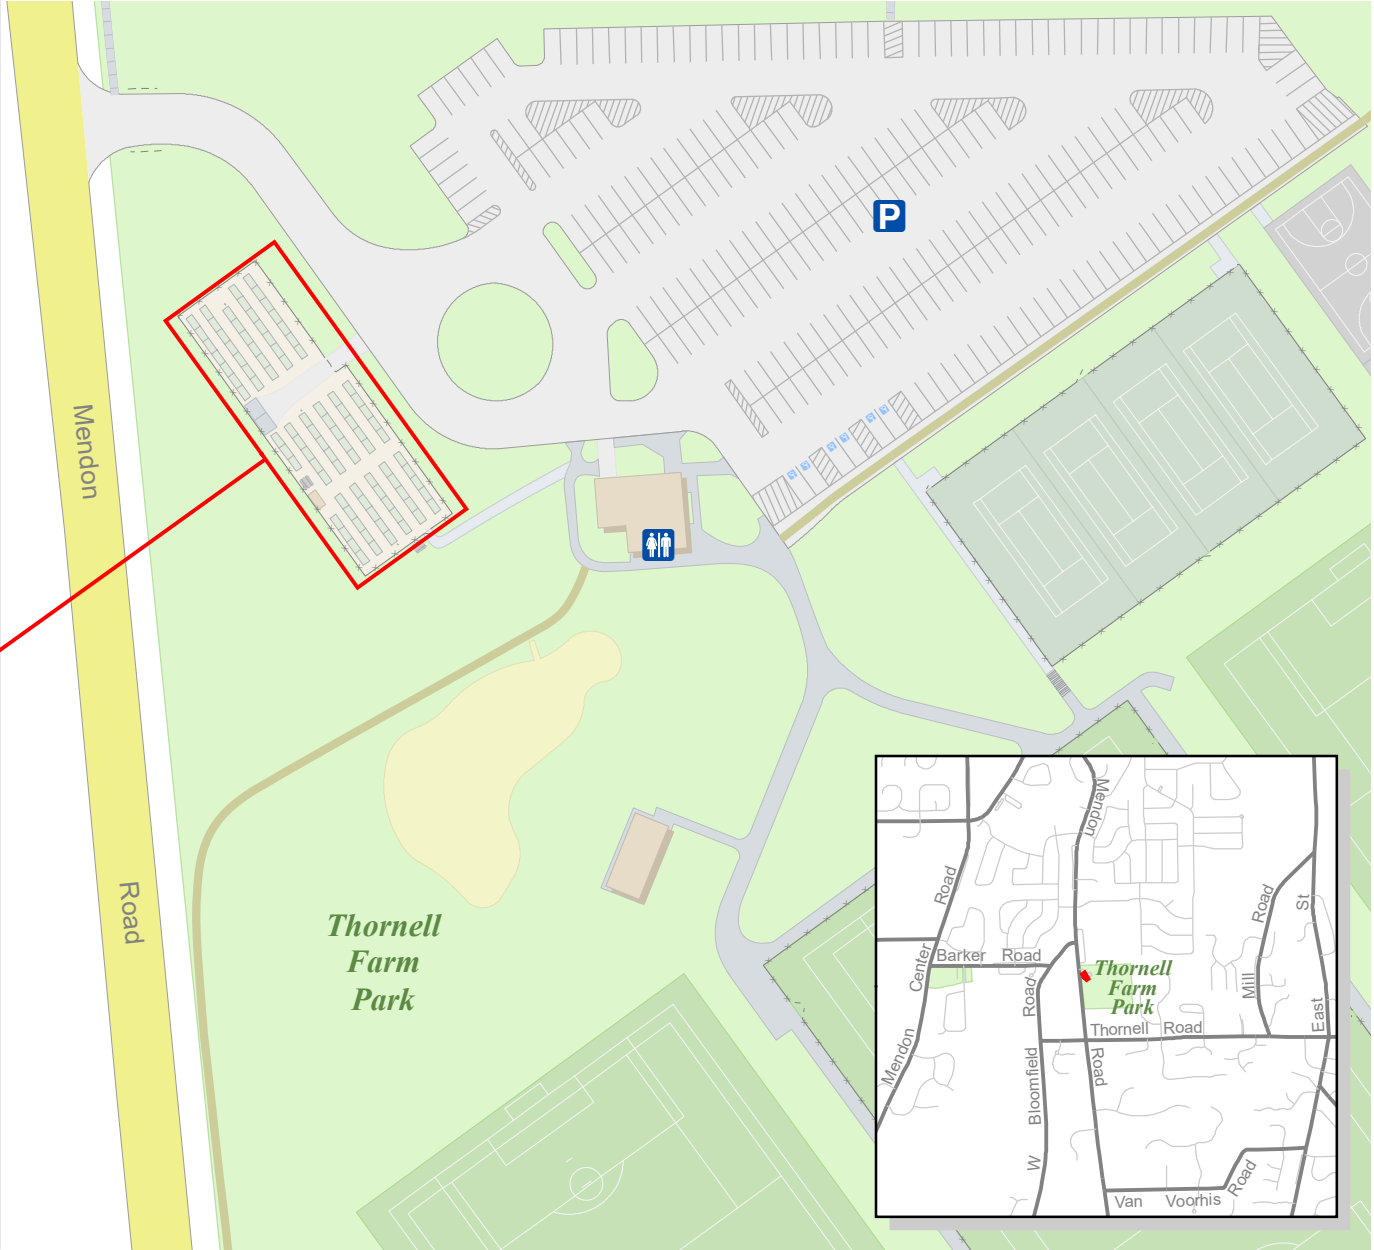 P
Mendon
Road
Thornell
Farm
Park
Mendon
Road
Center
Mendon
Barker Road
Road
Bloomfield
W
Thornell
Farm
Park
Thornell Road
Road
Road
Mill
St
East
Van Voorhis
Road